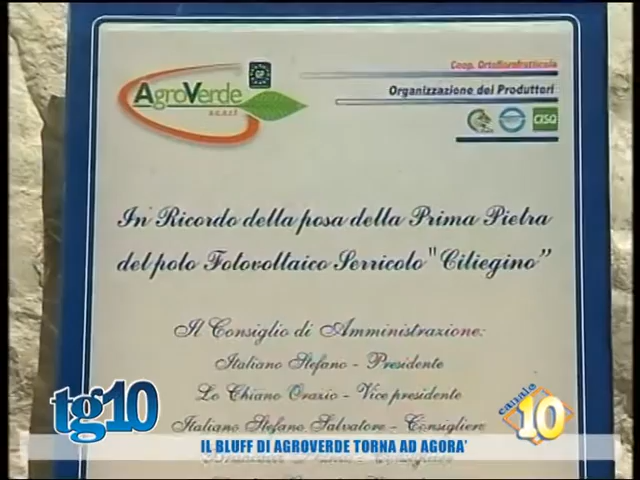 AgroVerde
s.c.a.r.l
GP
Coop. Ortoflorofrutticola
Organizzazione dei Produttori
CISQ
In Ricordo della posa della Prima Pietra
del polo Fotovoltaico Serricolo "Ciliegino"
Il Consiglio di Amministrazione:
Italiano Stefano - Presidente
Lo Chiano Orazio - Vice presidente
Italiano Stefano Salvatore - Consigliere
tg10
canale
10
IL BLUFF DI AGROVERDE TORNA AD AGORA'